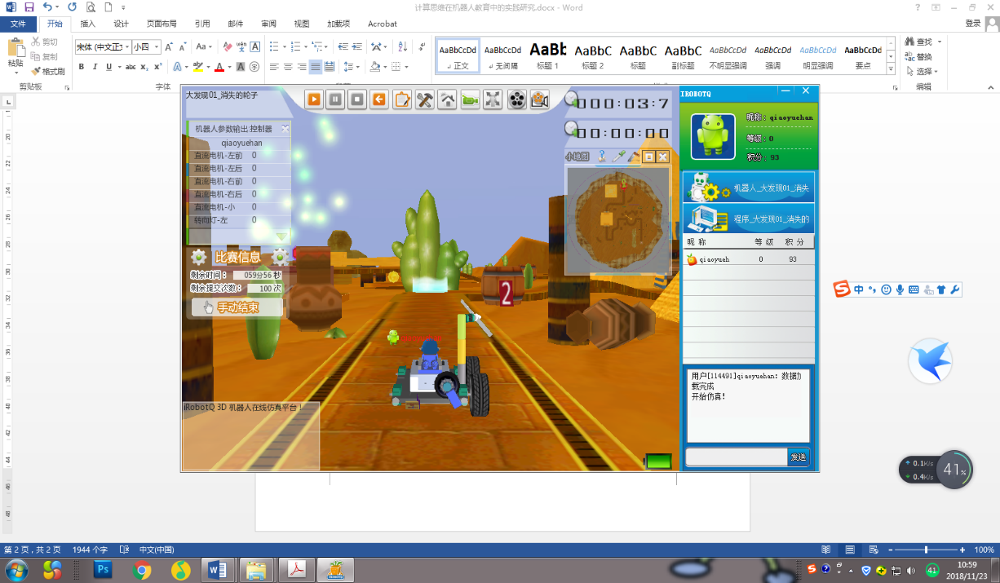 计算思维在机器人教育中的实践研究.docx - Word
文件 开始 插入 设计 页面布局 引用 邮件 审阅 视图 加载项 Acrobat 登录
粘贴 剪切
复制
格式刷
剪贴板
宋体 (中文正 小四
字体
AaBbCcDd AaBbCcDd AaBb AaBbC AaBbC AaBbC AaBbCcDd AaBbCcDd AaBbCcDd AaBbCcDd
正文 无间隔 标题 1 标题 2 标题 副标题 不明显强调 强调 明显强调 要点
查找
替换
选择
编辑
大发现01_消失的轮子
机器人参数输出:控制器
qiaoyuehan
直流电机-左前 0
直流电机-左后 0
直流电机-右前 0
直流电机-右后 0
直流电机-小 0
转向灯-左 0
比赛信息
剩余时间: 059分56 秒
剩余提交次数: 100 次
手动结束
iRobotQ 3D 机器人在线仿真平台!
000:03:7
00:00:00
小地图
2
IROBOTQ
昵称: qiaoyuehan
等级: 0
积分: 93
机器人_大发现01_消失
程序_大发现01_消失的
昵 称 等 级 积 分
qiaoyueh 0 93
用户[114491]qiaoyuehan: 数据加
载完成
开始仿真!
发送
中
0.1K/s
0.4K/s
41%
第 2 页，共 2 页 1944 个字 中文(中国) 100%
Ps
41
10:59
2018/11/23